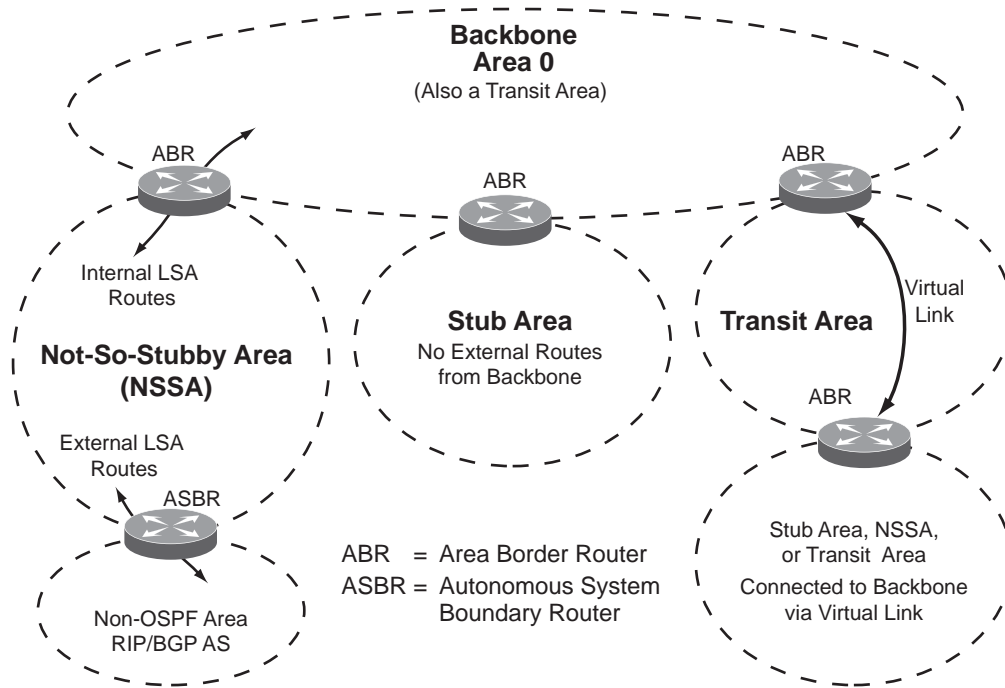 Backbone
Area 0
(Also a Transit Area)
ABR
ABR
ABR
Internal LSA
Routes
Not-So-Stubby Area
(NSSA)
External LSA
Routes
ASBR
Non-OSPF Area
RIP/BGP AS
Stub Area
No External Routes
from Backbone
Transit Area
Virtual
Link
ABR
Stub Area, NSSA,
or Transit Area
Connected to Backbone
via Virtual Link
ABR = Area Border Router
ASBR = Autonomous System
Boundary Router